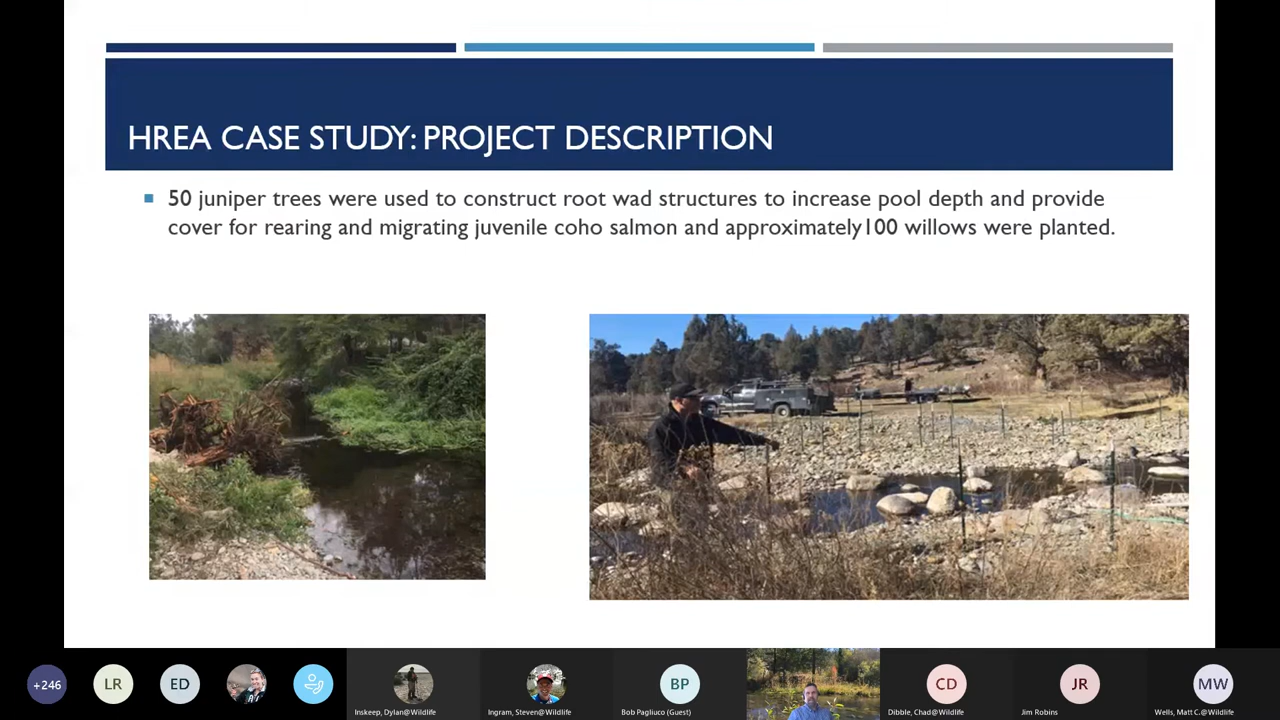 HREA CASE STUDY: PROJECT DESCRIPTION
50 juniper trees were used to construct root wad structures to increase pool depth and provide
cover for rearing and migrating juvenile coho salmon and approximately100 willows were planted.
+246
LR
ED
BP
CD
JR
MW
Inskeep, Dylan@Wildlife
Ingram, Steven@Wildlife
Bob Pagliuco (Guest)
Dibble, Chad@Wildlife
Jim Robins
Wells, Matt C.@Wildlife